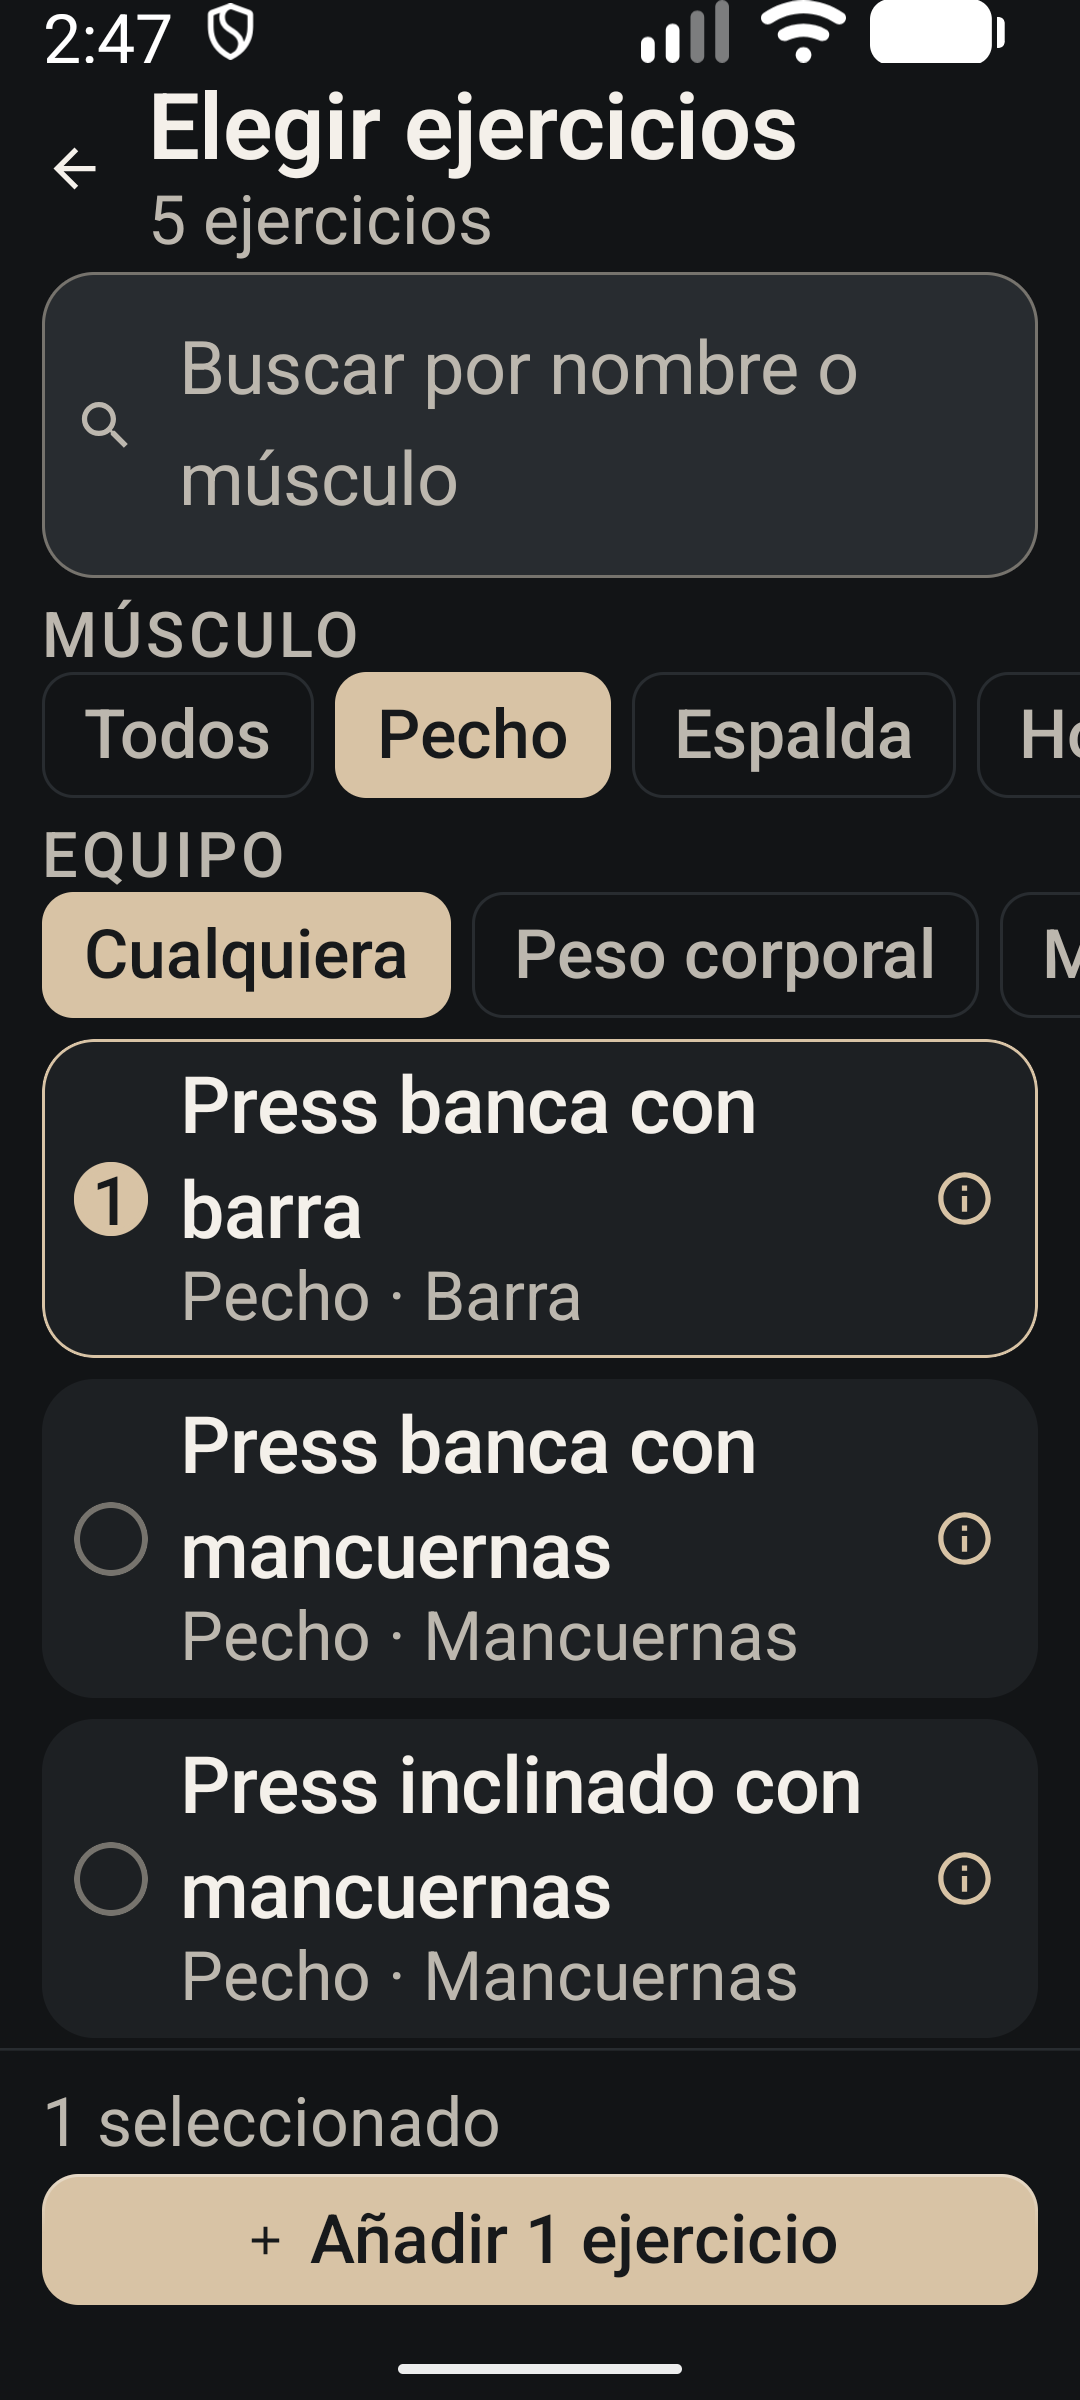 2:47
Elegir ejercicios
5 ejercicios
Buscar por nombre o
músculo
MÚSCULO
Todos
Pecho
Espalda
Ho
EQUIPO
Cualquiera
Peso corporal
M
Press banca con
1
barra
Pecho · Barra
Press banca con
mancuernas
Pecho · Mancuernas
Press inclinado con
mancuernas
Pecho · Mancuernas
1 seleccionado
+ Añadir 1 ejercicio